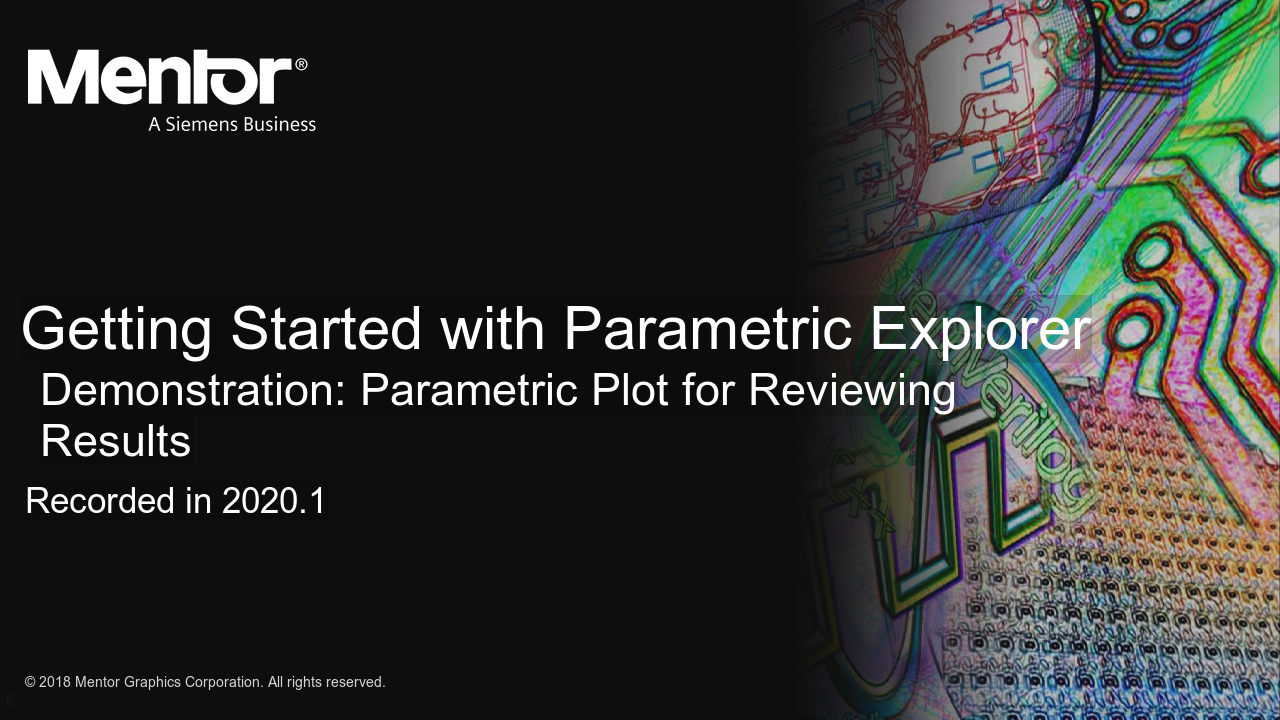 Mentor®
A Siemens Business
Getting Started with Parametric Explorer
Demonstration: Parametric Plot for Reviewing
Results
Recorded in 2020.1
© 2018 Mentor Graphics Corporation. All rights reserved.
Verilog